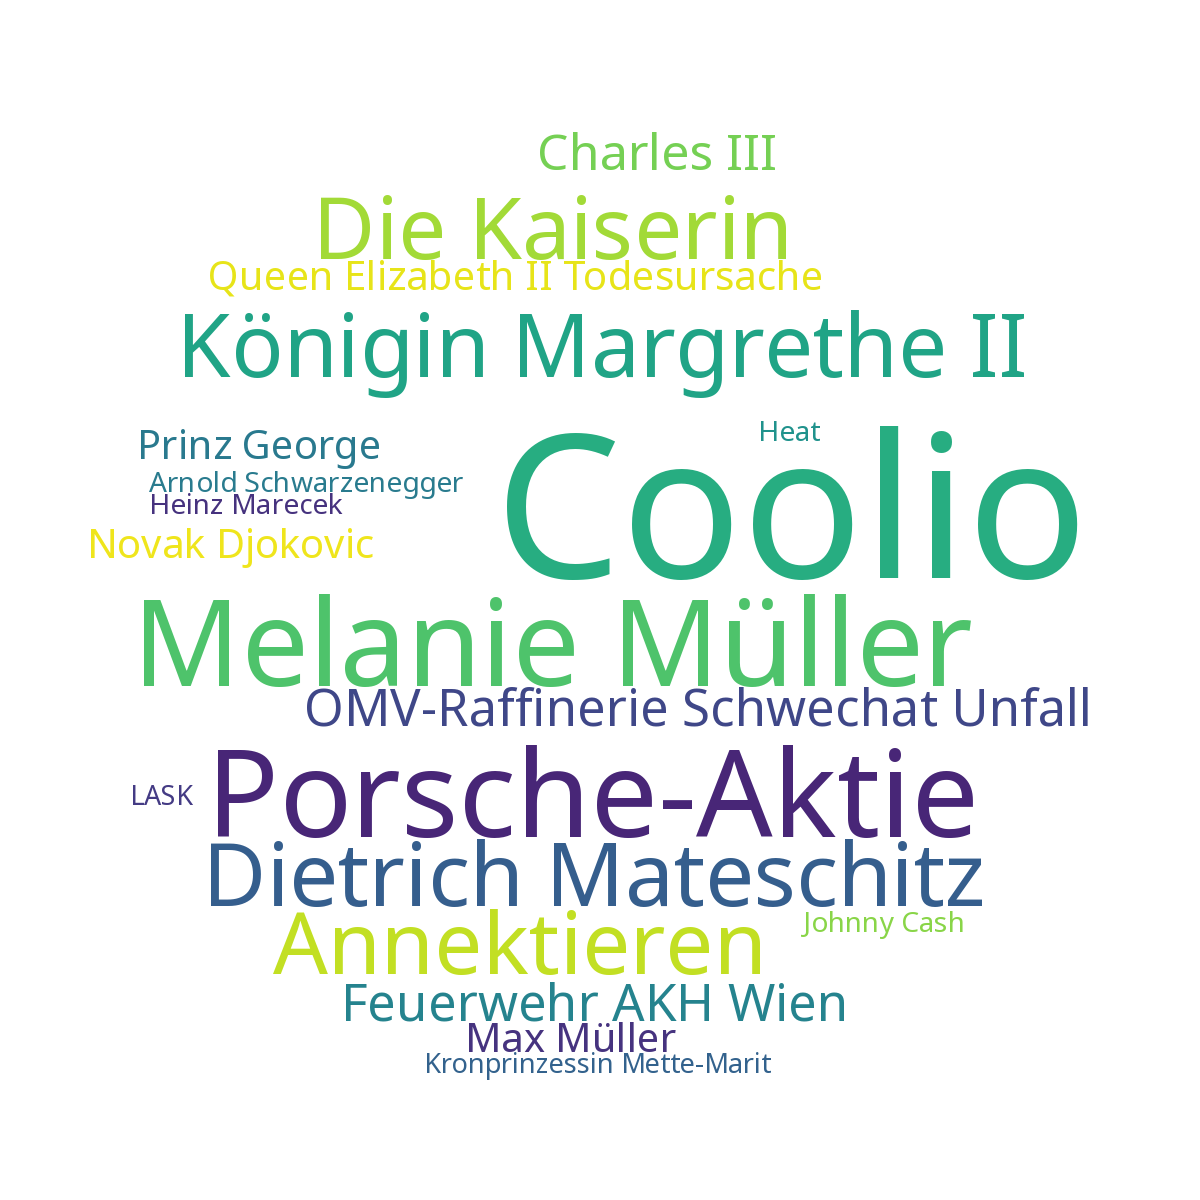 Charles III
Die Kaiserin
Queen Elizabeth II Todesursache
Königin Margrethe II
Heat
Prinz George
Coolio
Arnold Schwarzenegger
Heinz Marecek
Novak Djokovic
Melanie Müller
OMV-Raffinerie Schwechat Unfall
LASK
Porsche-Aktie
Dietrich Mateschitz
Johnny Cash
Annektieren
Feuerwehr AKH Wien
Max Müller
Kronprinzessin Mette-Marit